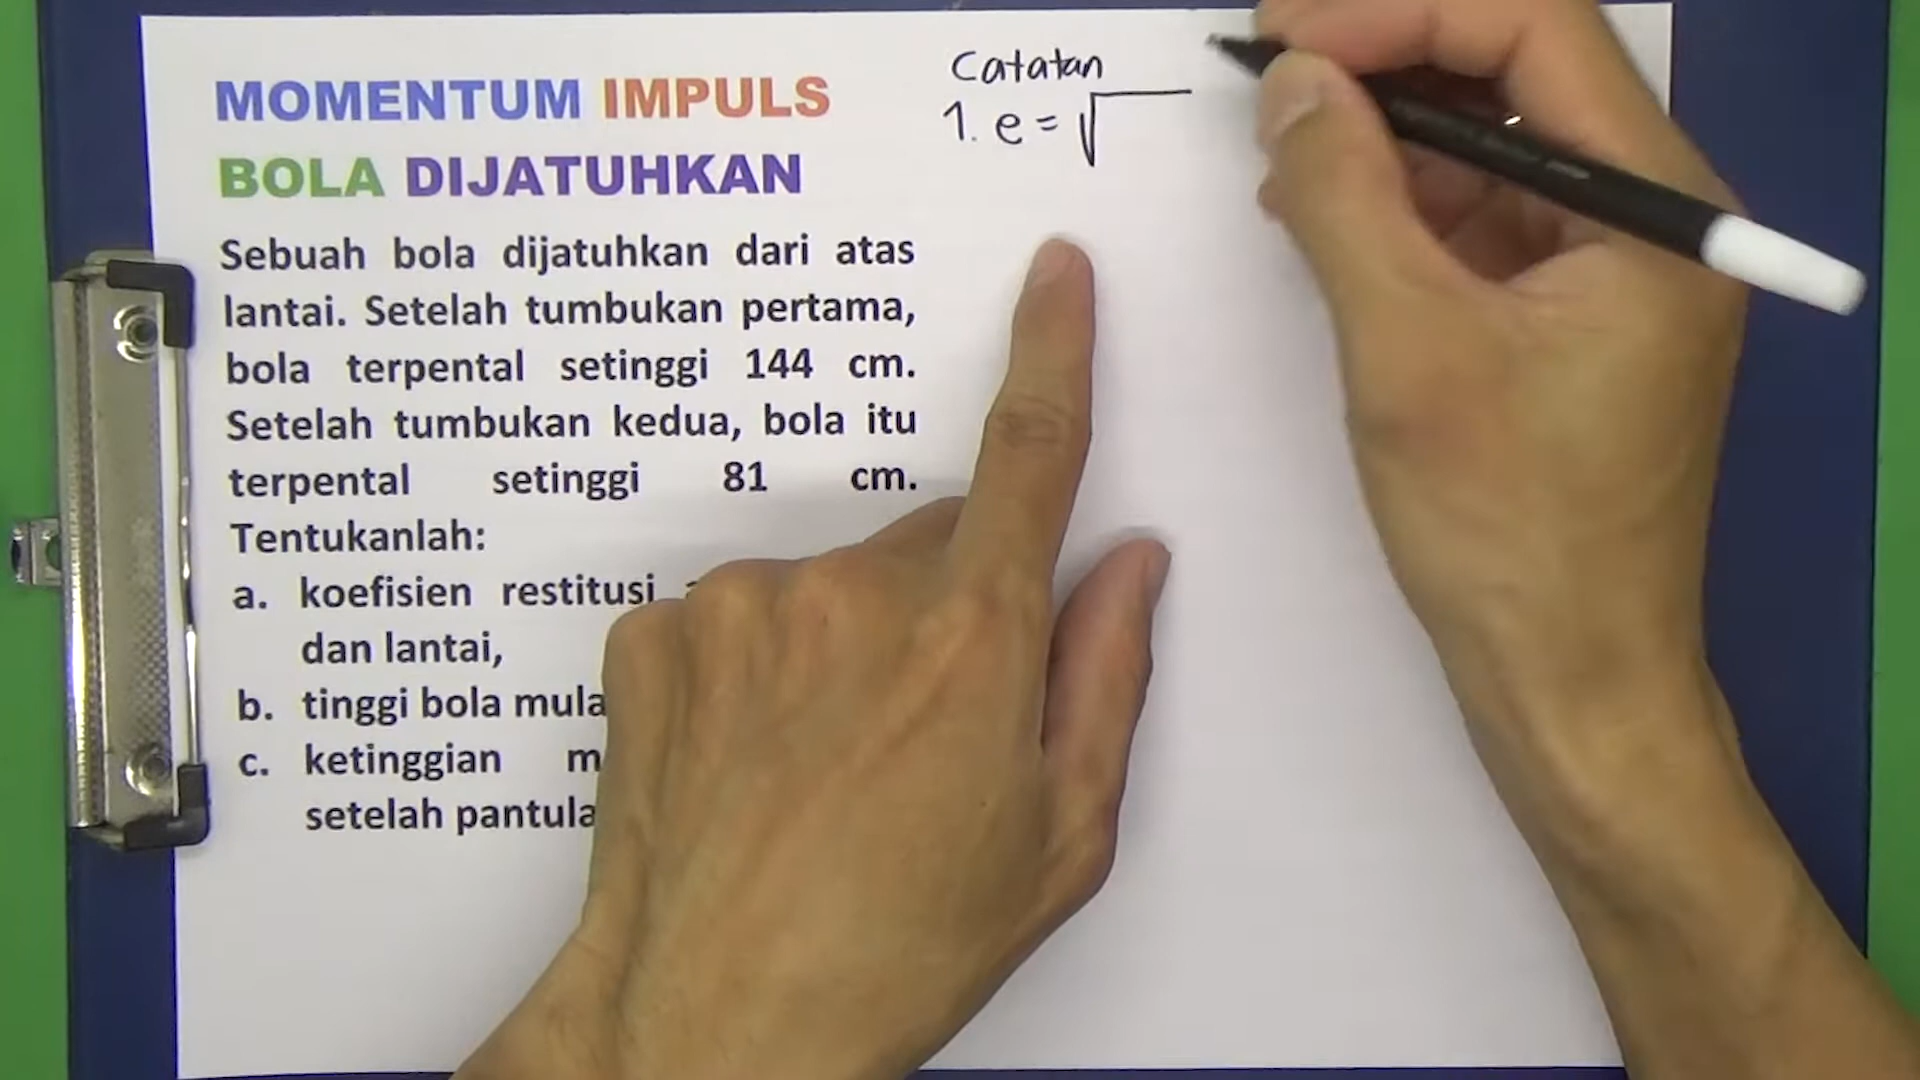 MOMENTUM IMPULS
BOLA DIJATUHKAN
Sebuah bola dijatuhkan dari atas
lantai. Setelah tumbukan pertama,
bola terpental setinggi 144 cm.
Setelah tumbukan kedua, bola itu
terpental setinggi 81 cm.
Tentukanlah:
a. koefisien restitusi
dan lantai,
b. tinggi bola
c. ketinggian
setelah
Catatan
1. e = √